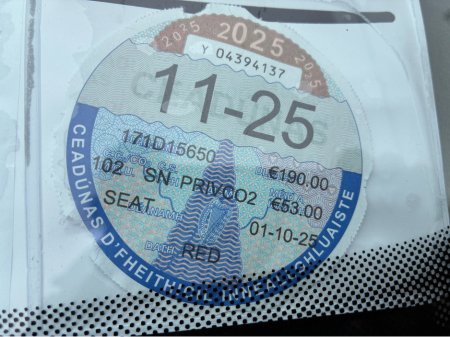 2025 2025 2025
Y 04394137
11-25
171D15650 €190.00
102 SN PRIVCO2 €53.00
SEAT 01-10-25
RED
CEADÚNAS D'FHEITHICIL